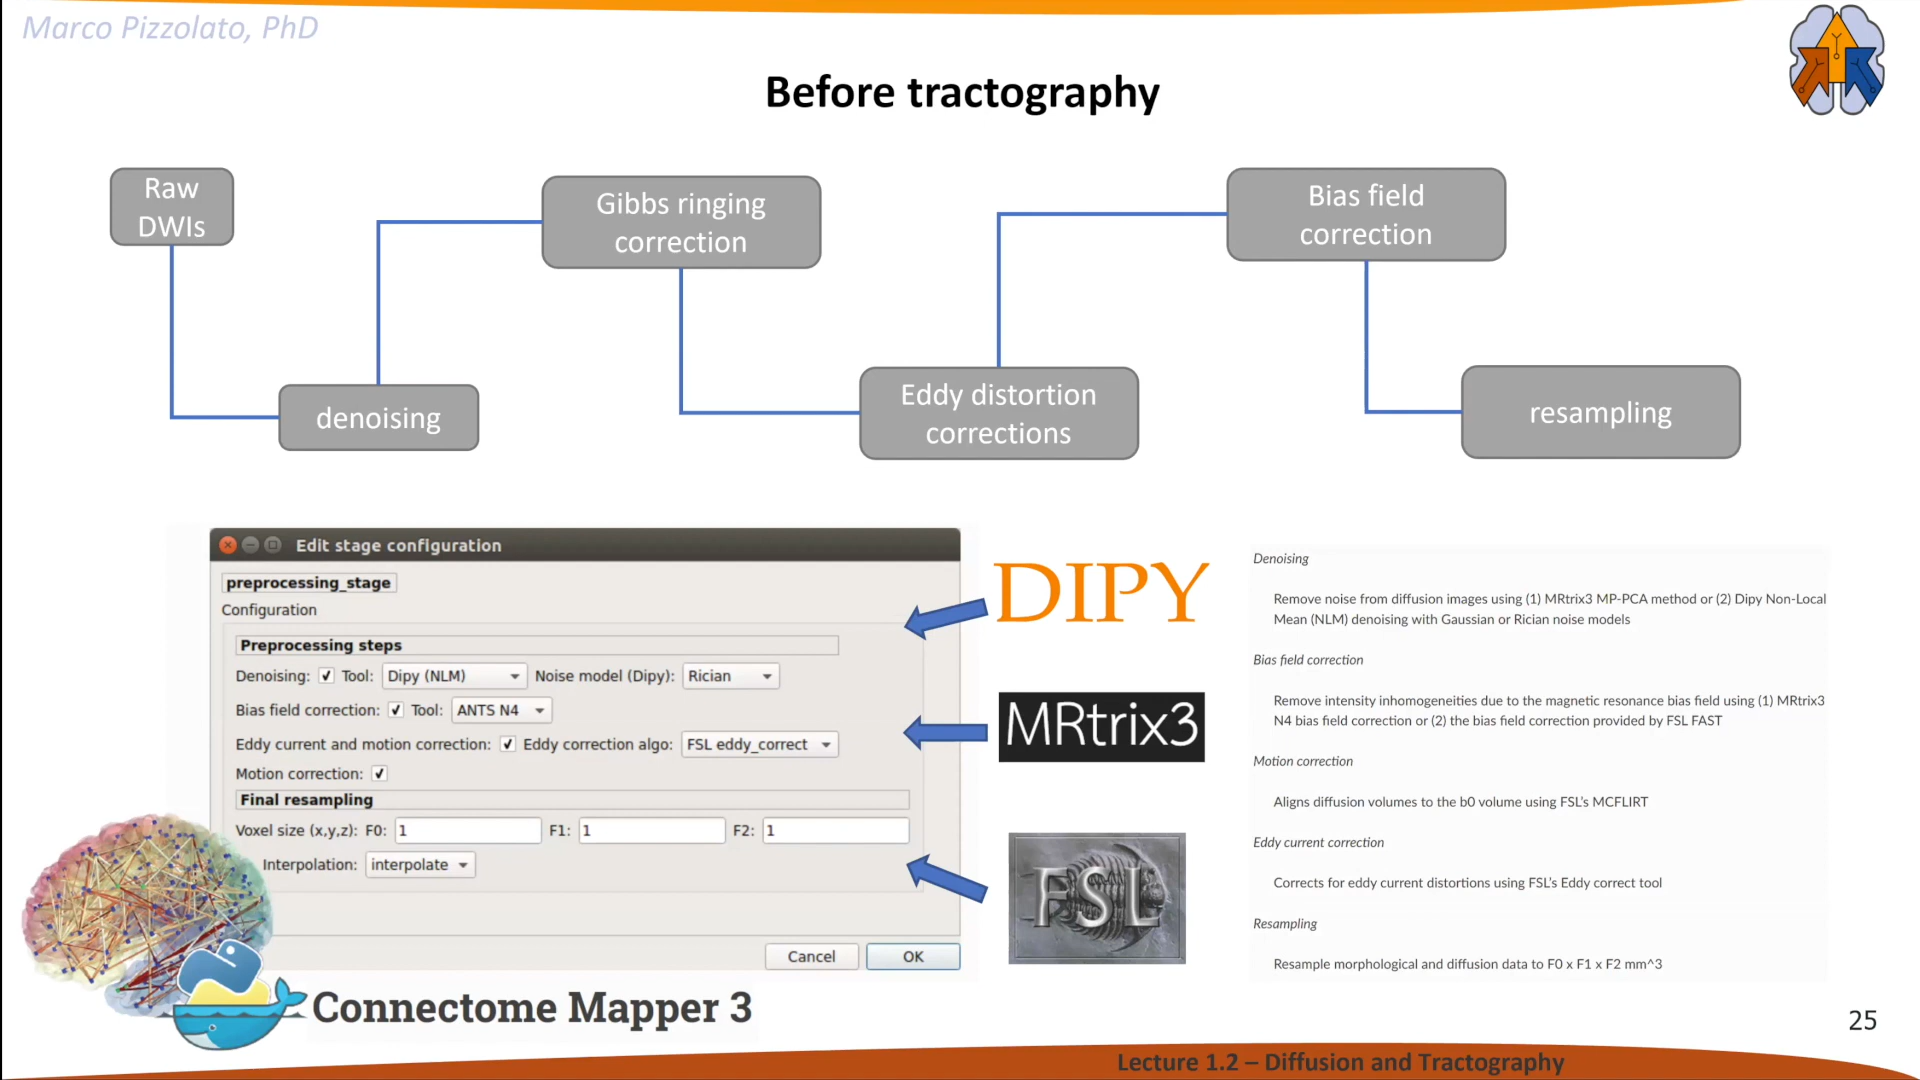 Marco Pizzolato, PhD
Before tractography
Raw
DWIs
denoising
Gibbs ringing
correction
Eddy distortion
corrections
Bias field
correction
resampling
Edit stage configuration
preprocessing_stage
Configuration
Preprocessing steps
Denoising: Tool: Dipy (NLM) Noise model (Dipy): Rician
Bias field correction: Tool: ANTS N4
Eddy current and motion correction: Eddy correction algo: FSL eddy_correct
Motion correction:
Final resampling
Voxel size (x,y,z): F0: 1 F1: 1 F2: 1
Interpolation: interpolate
Cancel OK
Connectome Mapper 3
DIPY
MRtrix3
FSL
Denoising
Remove noise from diffusion images using (1) MRtrix3 MP-PCA method or (2) Dipy Non-Local
Mean (NLM) denoising with Gaussian or Rician noise models
Bias field correction
Remove intensity inhomogeneities due to the magnetic resonance bias field using (1) MRtrix3
N4 bias field correction or (2) the bias field correction provided by FSL FAST
Motion correction
Aligns diffusion volumes to the b0 volume using FSL's MCFLIRT
Eddy current correction
Corrects for eddy current distortions using FSL's Eddy correct tool
Resampling
Resample morphological and diffusion data to F0 x F1 x F2 mm^3
25
Lecture 1.2 – Diffusion and Tractography